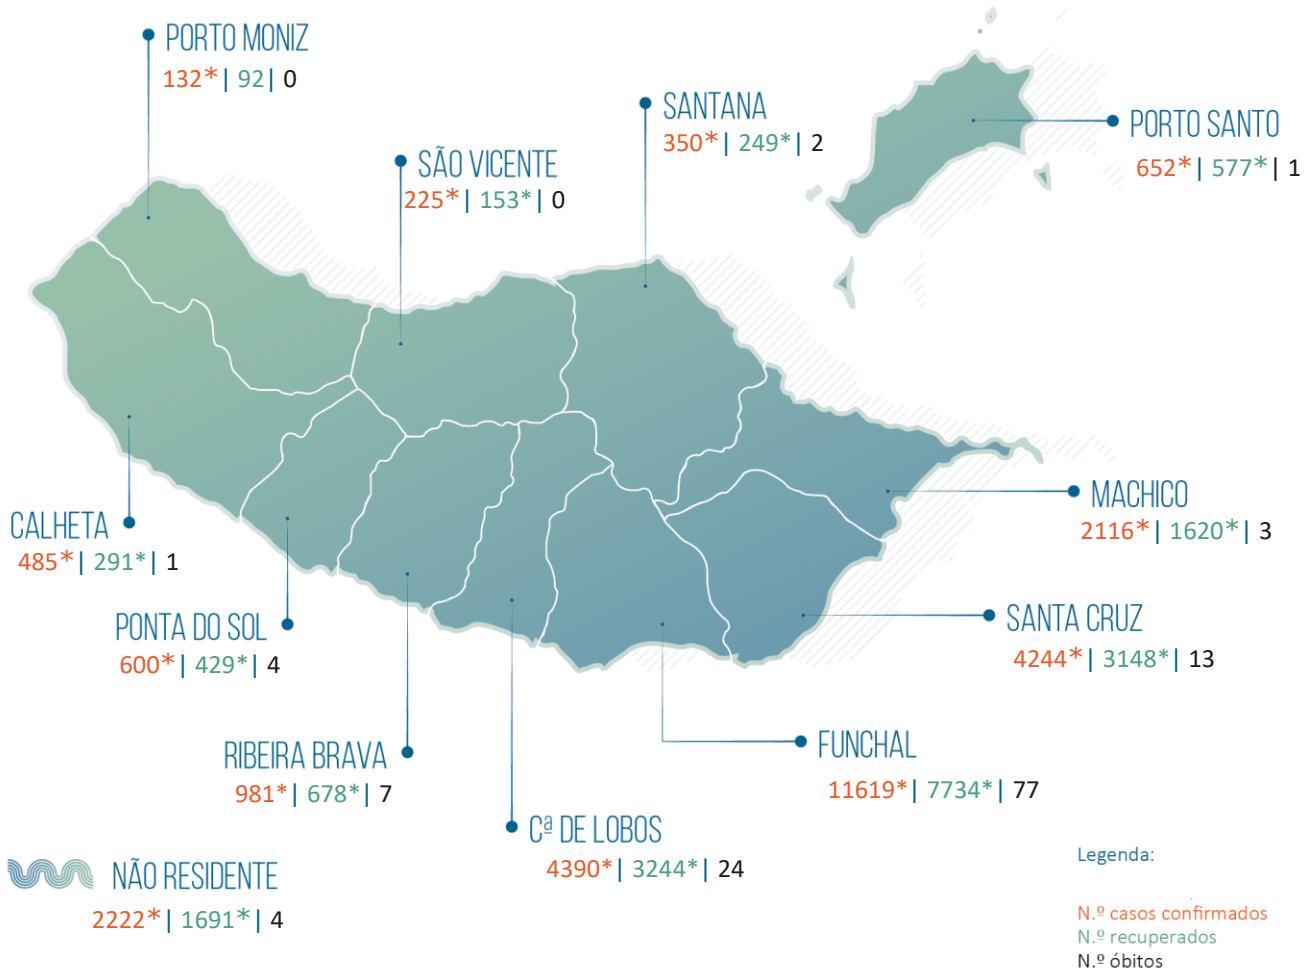 PORTO MONIZ
132*| 92| 0
SANTANA
350*| 249*| 2
PORTO SANTO
652*| 577*| 1
SÃO VICENTE
225*| 153*| 0
MACHICO
2116*| 1620*| 3
CALHETA
485*| 291*| 1
SANTA CRUZ
4244*| 3148*| 13
PONTA DO SOL
600*| 429*| 4
FUNCHAL
11619*| 7734*| 77
RIBEIRA BRAVA
981*| 678*| 7
Cª DE LOBOS
4390*| 3244*| 24
NÃO RESIDENTE
2222*| 1691*| 4
Legenda:
N.º casos confirmados
N.º recuperados
N.º óbitos